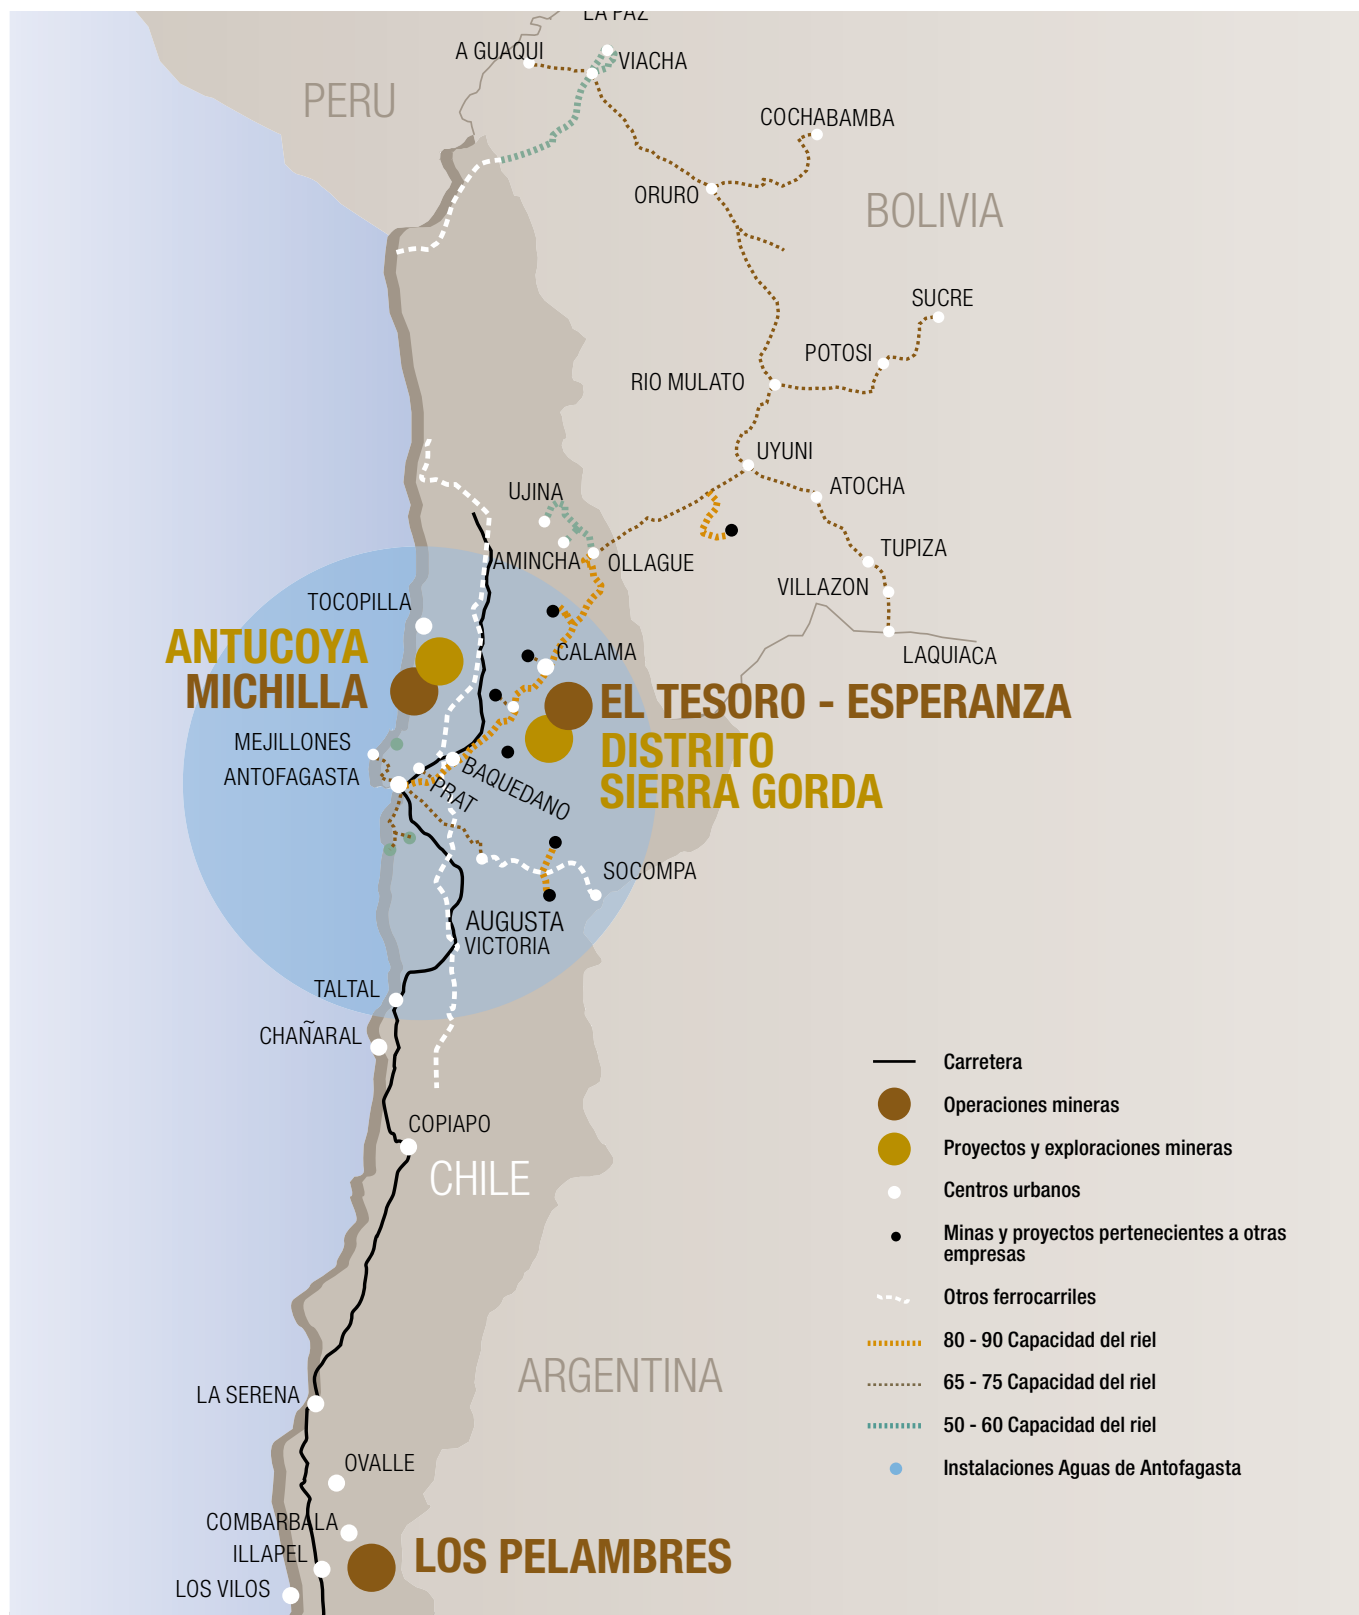 LA PAZ
A GUAQUI
VIACHA
PERU
COCHABAMBA
ORURO
BOLIVIA
SUCRE
POTOSI
RIO MULATO
UYUNI
UJINA
ATOCHA
AMINCHA
OLLAGUE
TUPIZA
VILLAZON
TOCOPILLA
LAQUIACA
CALAMA
ANTUCOYA
MICHILLA
EL TESORO - ESPERANZA
DISTRITO
SIERRA GORDA
MEJILLONES
ANTOFAGASTA
BAQUEDANO
PRAT
SOCOMPA
AUGUSTA
VICTORIA
TALTAL
CHAÑARAL
COPIAPO
CHILE
ARGENTINA
LA SERENA
OVALLE
COMBARBALA
ILLAPEL
LOS VILOS
LOS PELAMBRES
Carretera
Operaciones mineras
Proyectos y exploraciones mineras
Centros urbanos
Minas y proyectos pertenecientes a otras
empresas
Otros ferrocarriles
80 - 90 Capacidad del riel
65 - 75 Capacidad del riel
50 - 60 Capacidad del riel
Instalaciones Aguas de Antofagasta